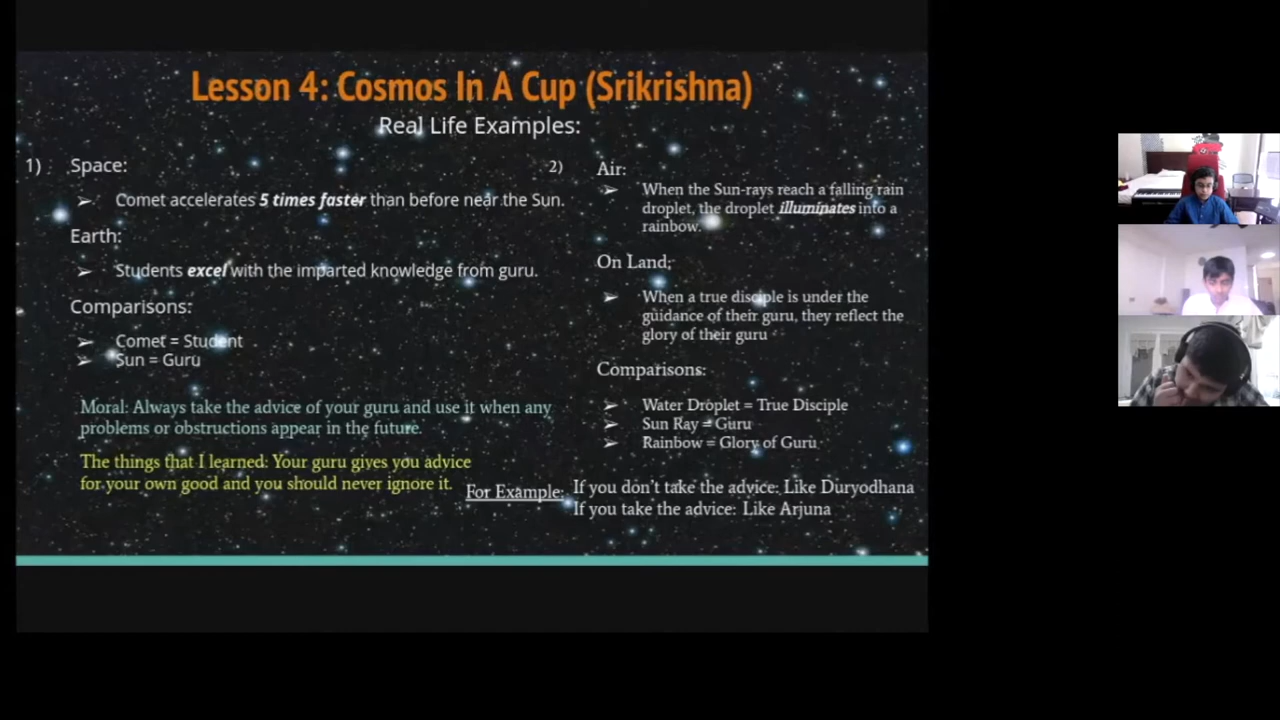 Lesson 4: Cosmos In A Cup (Srikrishna)
Real Life Examples:
1) Space:
➢ Comet accelerates 5 times faster than before near the Sun.
Earth:
➢ Students excel with the imparted knowledge from guru.
Comparisons:
➢ Comet = Student
➢ Sun = Guru
Moral: Always take the advice of your guru and use it when any
problems or obstructions appear in the future.
The things that I learned: Your guru gives you advice
for your own good and you should never ignore it.
2) Air:
➢ When the Sun-rays reach a falling rain
droplet, the droplet illuminates into a
rainbow.
On Land;
➢ When a true disciple is under the
guidance of their guru, they reflect the
glory of their guru
Comparisons:
➢ Water Droplet = True Disciple
➢ Sun Ray = Guru
➢ Rainbow = Glory of Guru
For Example: If you don't take the advice: Like Duryodhana
If you take the advice: Like Arjuna